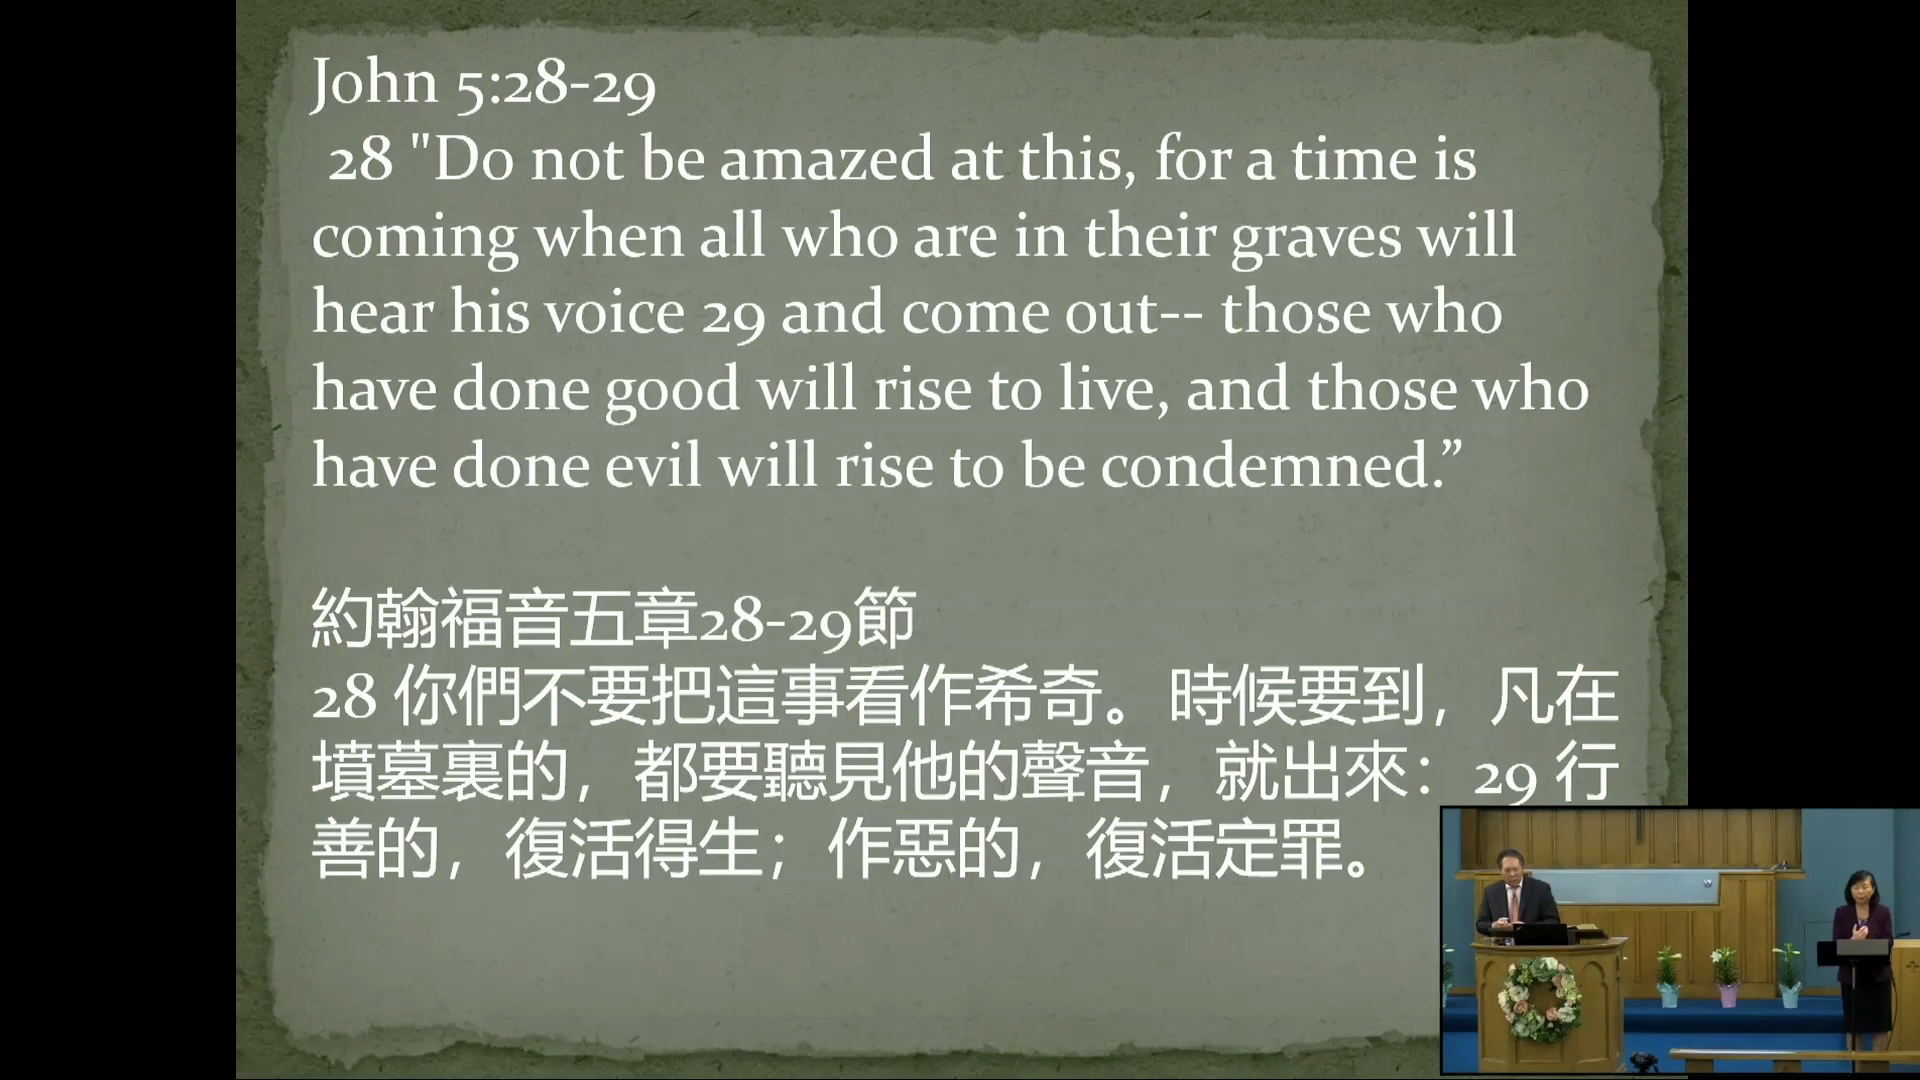 John 5:28-29
28 "Do not be amazed at this, for a time is
coming when all who are in their graves will
hear his voice 29 and come out-- those who
have done good will rise to live, and those who
have done evil will rise to be condemned.”
約翰福音五章28-29節
28 你們不要把這事看作希奇。時候要到，凡在
墳墓裏的，都要聽見他的聲音，就出來：29 行
善的，復活得生；作惡的，復活定罪。